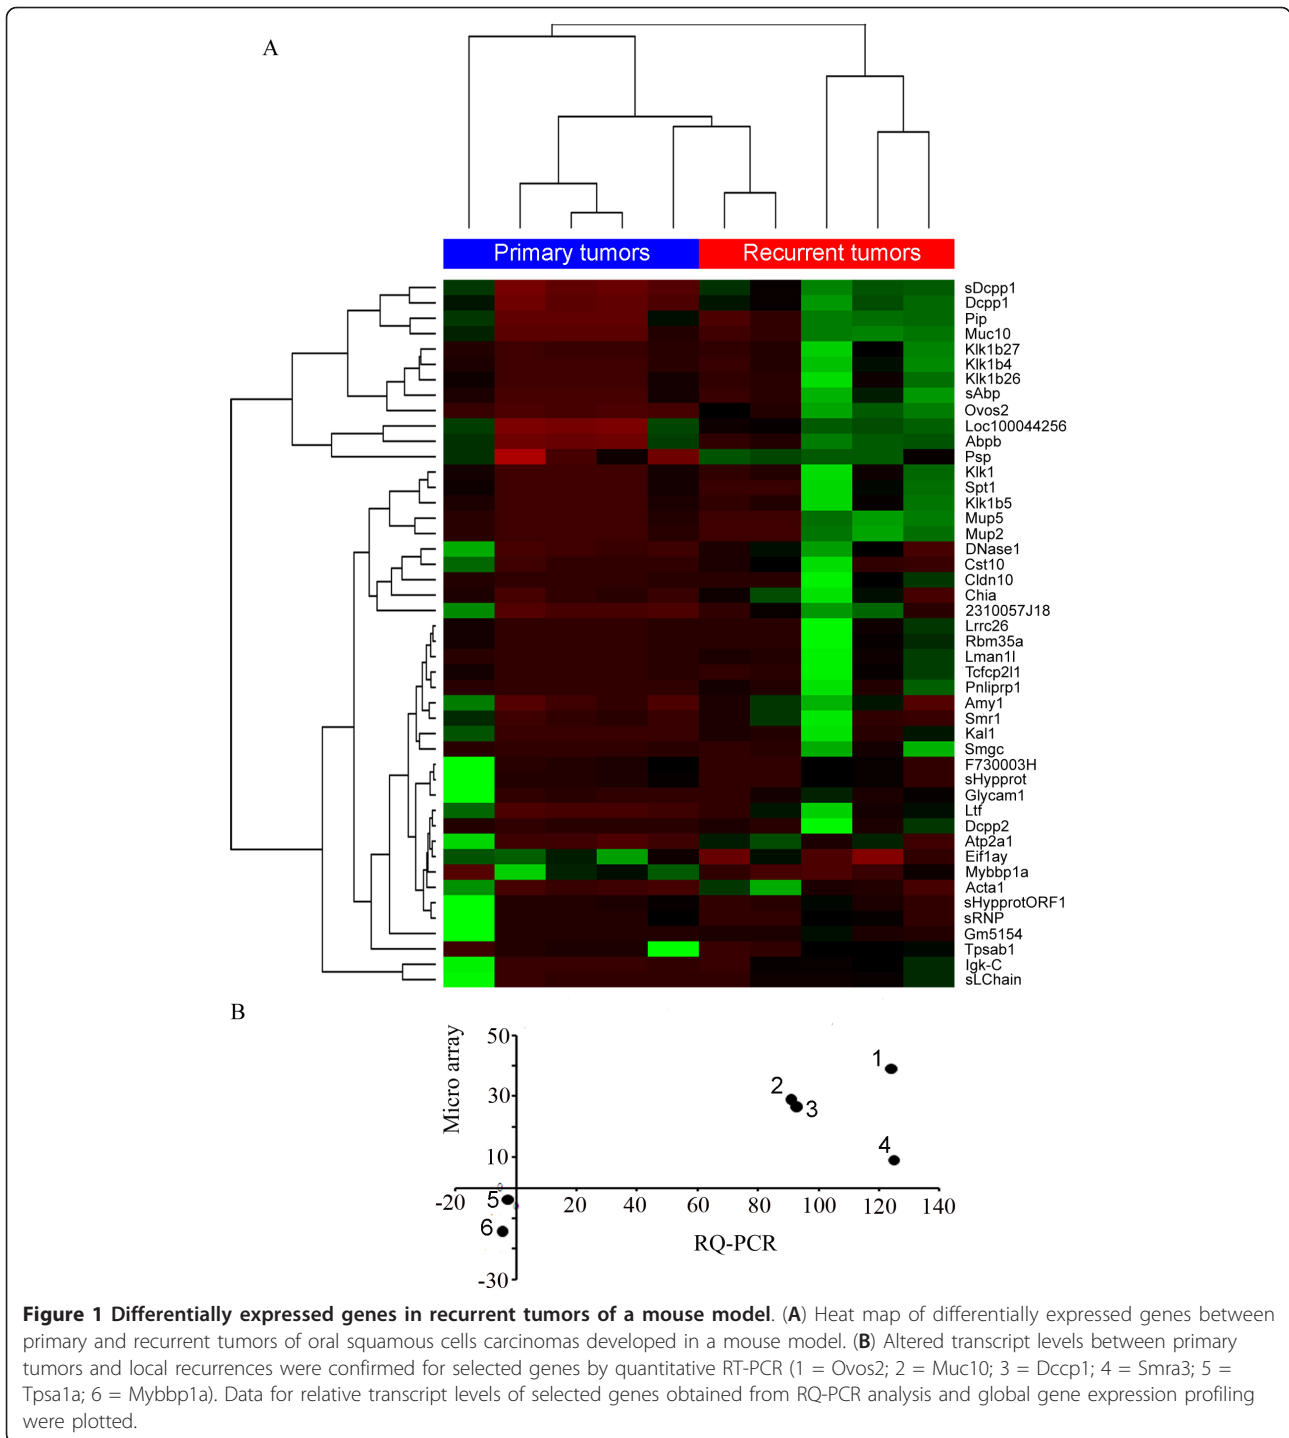 A
Primary tumors Recurrent tumors
sDcpp1
Dcpp1
Pip
Muc10
Klk1b27
Klk1b4
Klk1b26
sAbp
Ovos2
Loc100044256
Abpb
Psp
Klk1
Spt1
Klk1b5
Mup5
Mup2
DNase1
Cst10
Cldn10
Chia
2310057J18
Lrrc26
Rbm35a
Lman1l
Tcfcp2l1
Pnliprp1
Amy1
Smr1
Kal1
Smgc
F730003H
sHypprot
Glycam1
Ltf
Dcpp2
Atp2a1
Eif1ay
Mybbp1a
Acta1
sHypprotORF1
sRNP
Gm5154
Tpsab1
Igk-C
sLChain
B
Micro array
50
30
10
0
-30
-20 20 40 60 80 100 120 140
1
2
3
4
5
6
RQ-PCR
Figure 1 Differentially expressed genes in recurrent tumors of a mouse model. (A) Heat map of differentially expressed genes between
primary and recurrent tumors of oral squamous cells carcinomas developed in a mouse model. (B) Altered transcript levels between primary
tumors and local recurrences were confirmed for selected genes by quantitative RT-PCR (1 = Ovos2; 2 = Muc10; 3 = Dccp1; 4 = Smra3; 5 =
Tpsa1a; 6 = Mybbp1a). Data for relative transcript levels of selected genes obtained from RQ-PCR analysis and global gene expression profiling
were plotted.